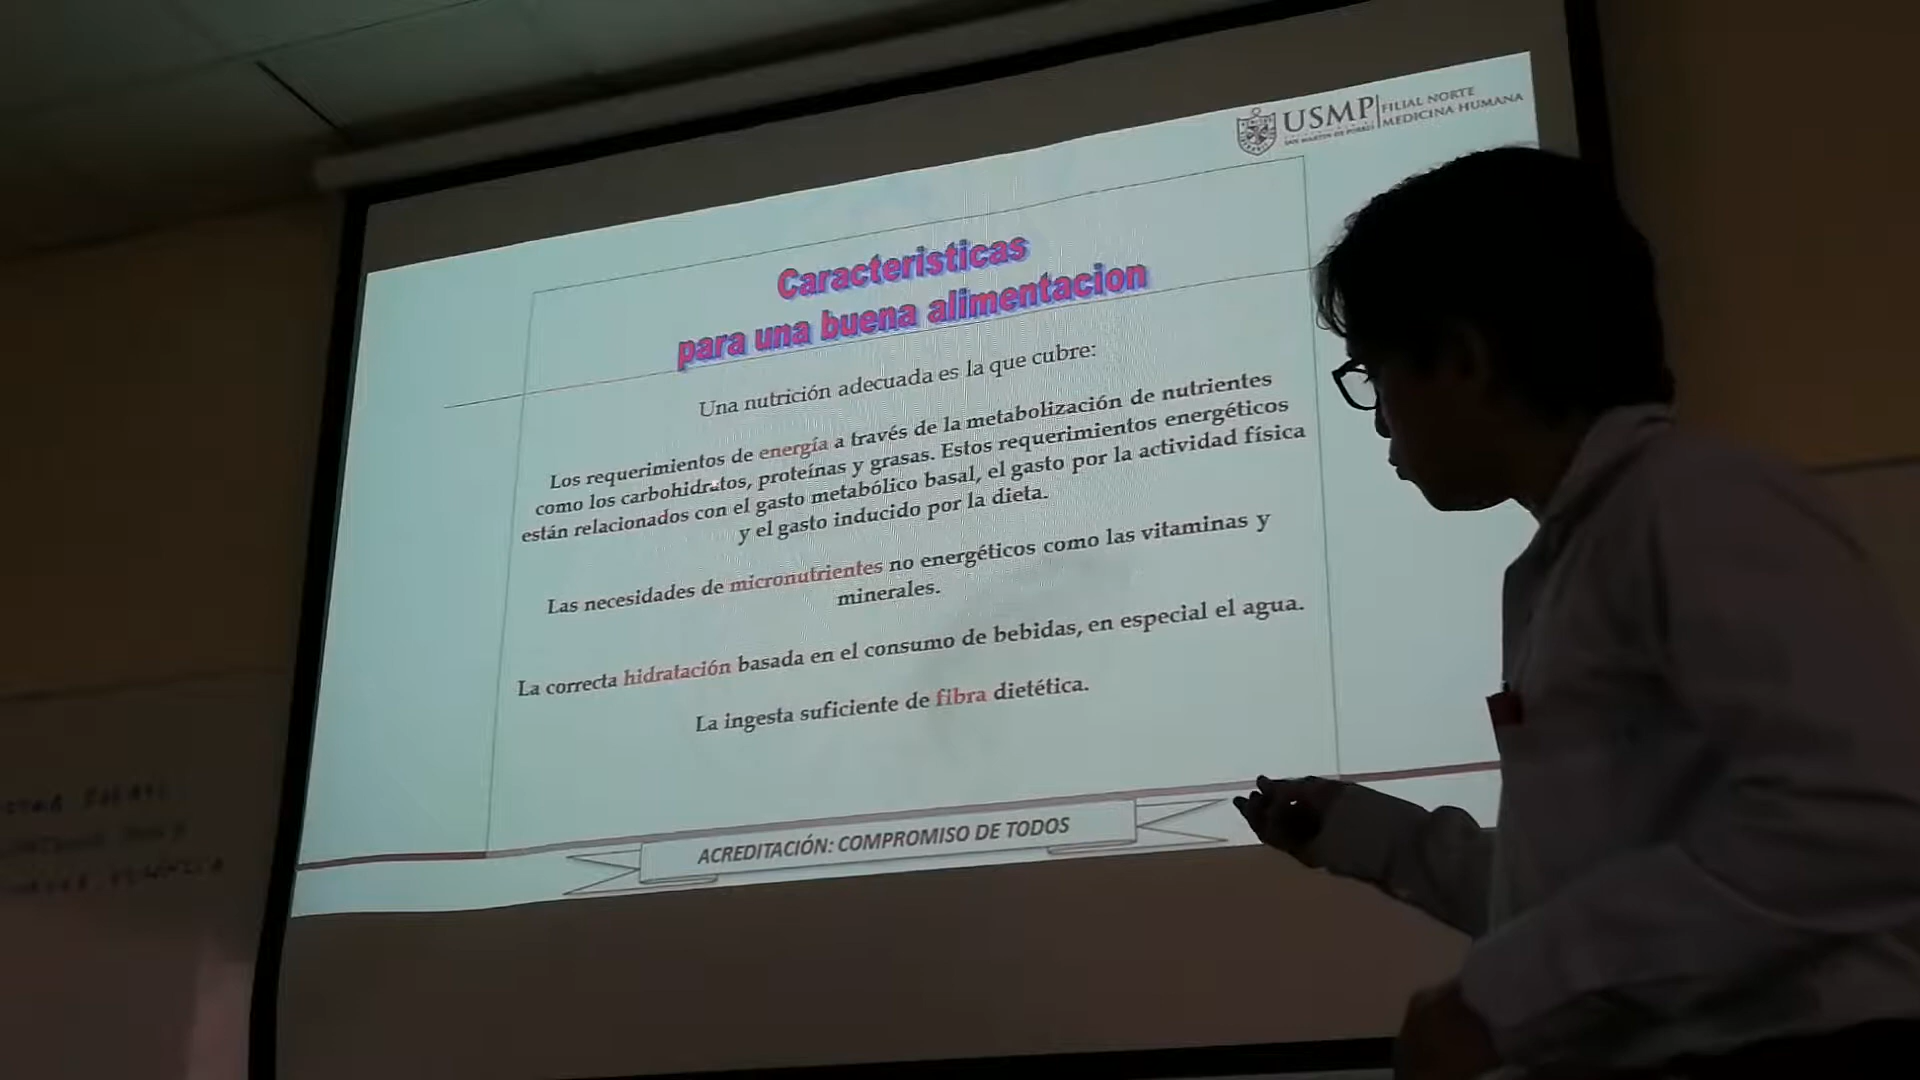 USMP
FILIAL NORTE
MEDICINA HUMANA
SAN MARTIN DE PORRES
Caracteristicas
para una buena alimentacion
Una nutrición adecuada es la que cubre:
Los requerimientos de energía a través de la metabolización de nutrientes
como los carbohidratos, proteínas y grasas. Estos requerimientos energéticos
están relacionados con el gasto metabólico basal, el gasto por la actividad física
y el gasto inducido por la dieta.
Las necesidades de micronutrientes no energéticos como las vitaminas y
minerales.
La correcta hidratación basada en el consumo de bebidas, en especial el agua.
La ingesta suficiente de fibra dietética.
ACREDITACIÓN: COMPROMISO DE TODOS